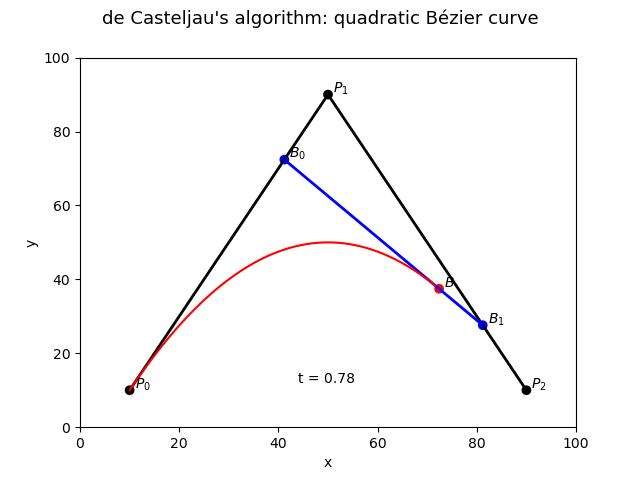 de Casteljau's algorithm: quadratic Bézier curve
100
80
60
40
20
0
y
P₁
B₀
B
B₁
P₀
P₂
t = 0.78
0 20 40 60 80 100
x